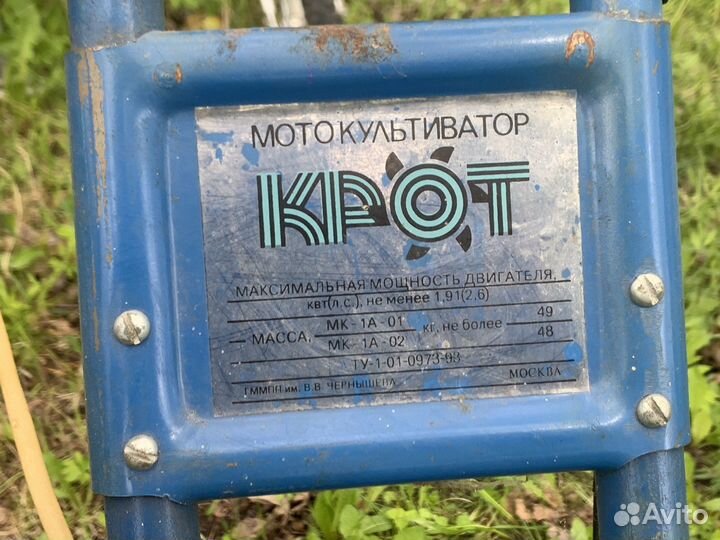 МОТОКУЛЬТИВАТОР
КРОТ
МАКСИМАЛЬНАЯ МОЩНОСТЬ ДВИГАТЕЛЯ,
квт(л.с.), не менее 1,91(2,6)
МАССА, МК-1А-01 кг, не более 49
МК-1А-02 48
ТУ-1-01-0973-93
ГММПП им. В.В. ЧЕРНЫШЕВА МОСКВА
Avito